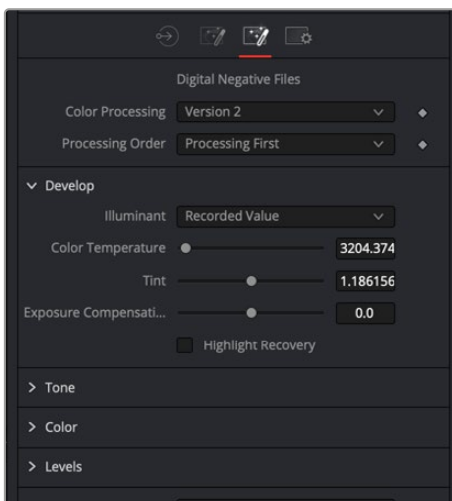 Digital Negative Files
Color Processing Version 2
Processing Order Processing First
Develop
Illuminant Recorded Value
Color Temperature 3204.374
Tint 1.186156
Exposure Compensati... 0.0
Highlight Recovery
Tone
Color
Levels